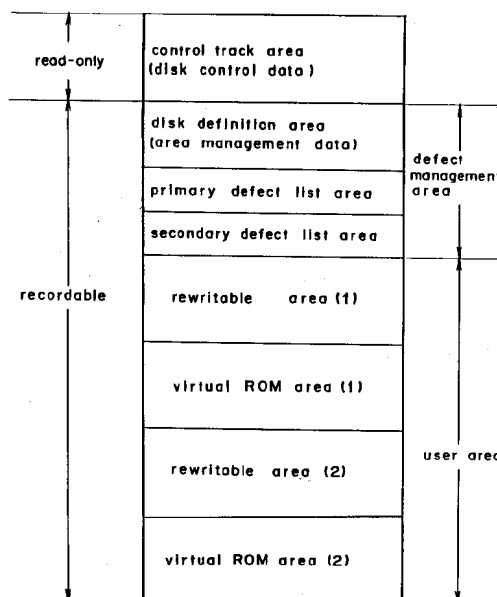 control track area
(disk control data)
read-only
disk definition area
(area management data)
defect
management
area
primary defect list area
secondary defect list area
recordable
rewritable area (1)
virtual ROM area (1)
user area
rewritable area (2)
virtual ROM area (2)